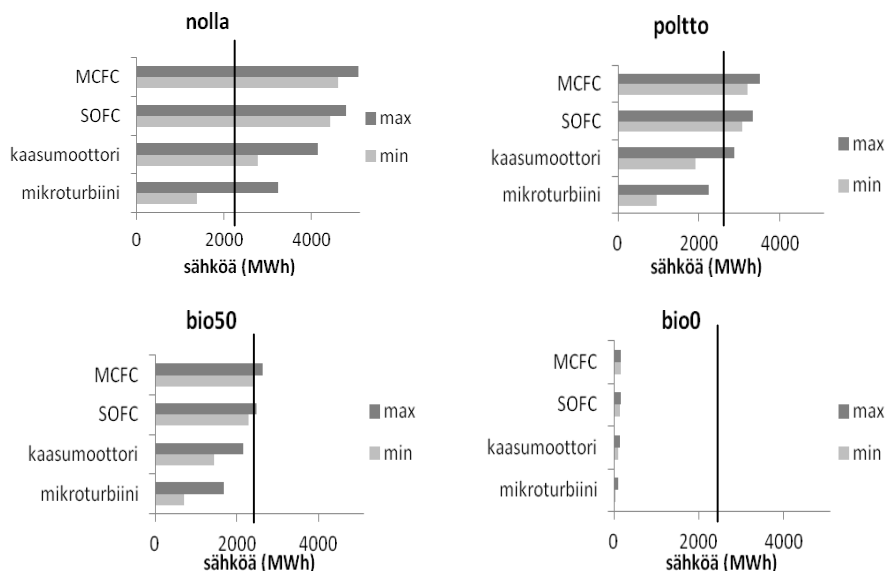 nolla
MCFC
SOFC
kaasumoottori
mikroturbiini
max
min
0 2000 4000
sähköä (MWh)
poltto
MCFC
SOFC
kaasumoottori
mikroturbiini
max
min
0 2000 4000
sähköä (MWh)
bio50
MCFC
SOFC
kaasumoottori
mikroturbiini
max
min
0 2000 4000
sähköä (MWh)
bio0
MCFC
SOFC
kaasumoottori
mikroturbiini
max
min
0 2000 4000
sähköä (MWh)